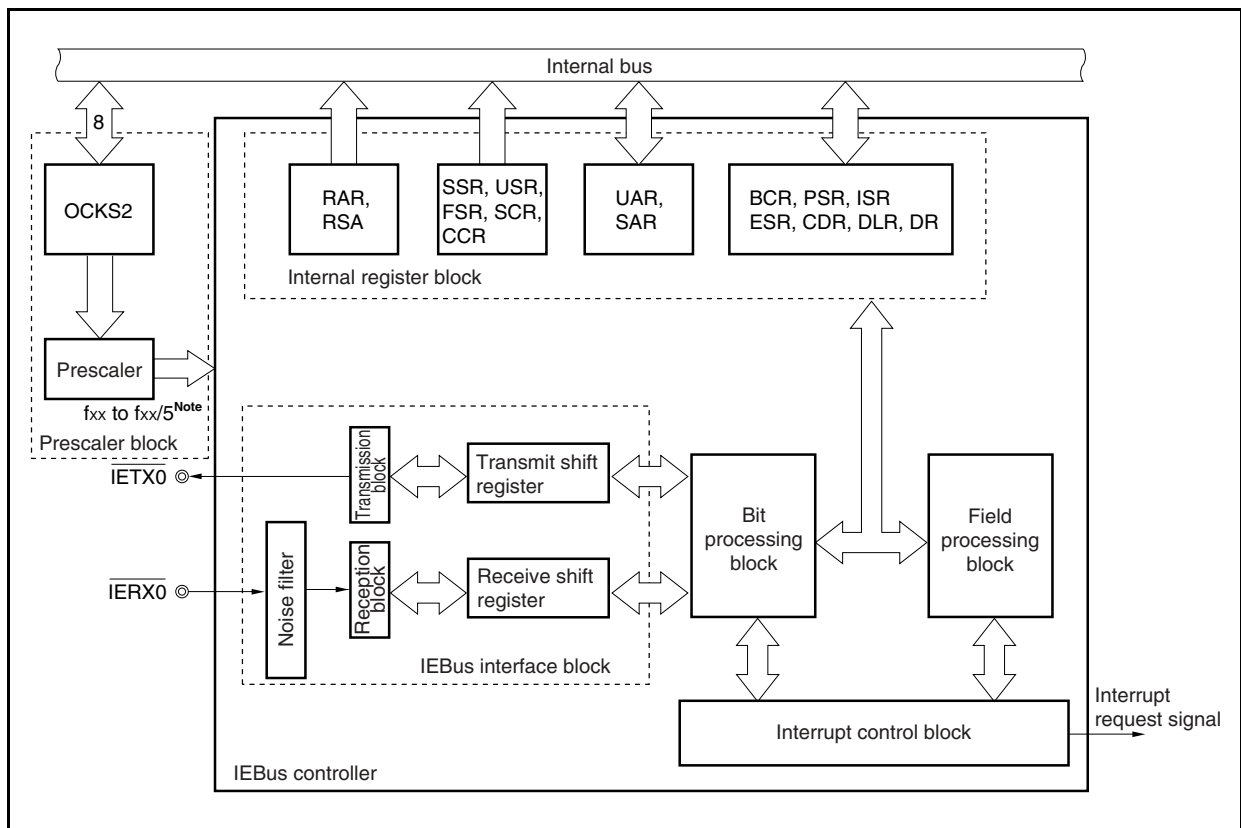 Internal bus
8
OCKS2
RAR,
RSA
SSR, USR,
FSR, SCR,
CCR
UAR,
SAR
BCR, PSR, ISR
ESR, CDR, DLR, DR
Internal register block
Prescaler
fxx to fxx/5Note
Prescaler block
IETX0
Transmission
block
Transmit shift
register
Bit
processing
block
Field
processing
block
IERX0
Noise filter
Reception
block
Receive shift
register
IEBus interface block
Interrupt control block
Interrupt
request signal
IEBus controller